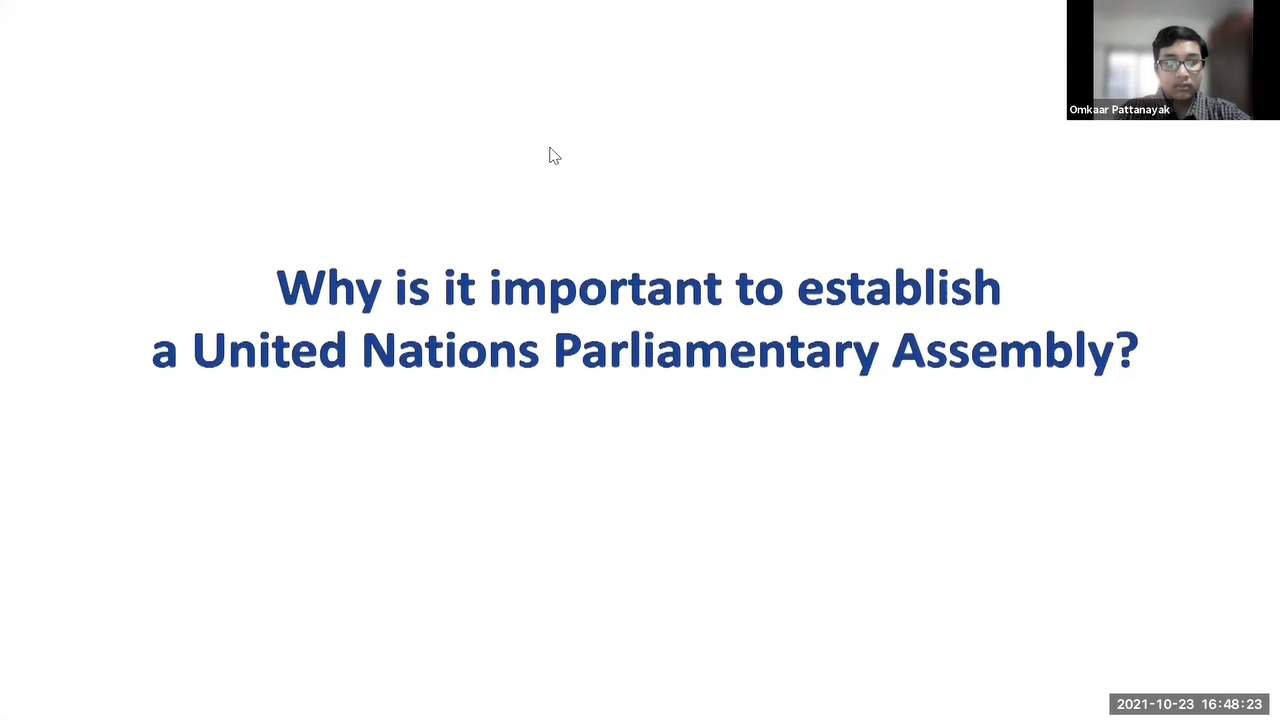 Omkaar Pattanayak
Why is it important to establish
a United Nations Parliamentary Assembly?
2021-10-23 16:48:23